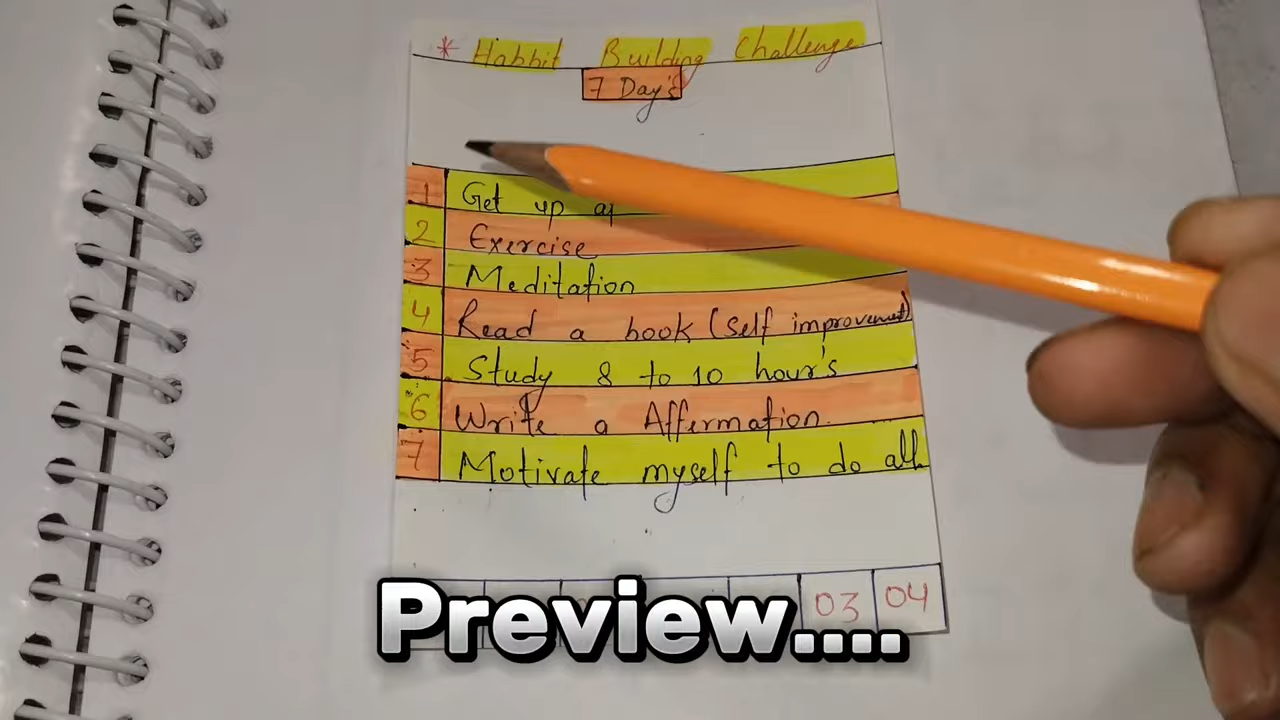 * Habbit Building Challenge
7 Day's
1 Get up at
2 Exercise
3 Meditation
4 Read a book (Self improvement)
5 Study 8 to 10 hour's
6 Write a Affermation.
7 Motivate myself to do all.
03 04
Preview....